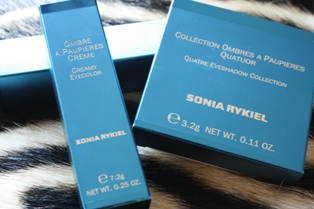 OMBRE
A PAUPIERES
CREME
CREAMY
EYECOLOR
SONIA RYKIEL
e 7.2g
NET WT. 0.25 OZ.
COLLECTION OMBRES A PAUPIERES
QUATUOR
QUATRE EYESHADOW COLLECTION
SONIA RYKIEL
e 3.2g
NET WT. 0.11 OZ.